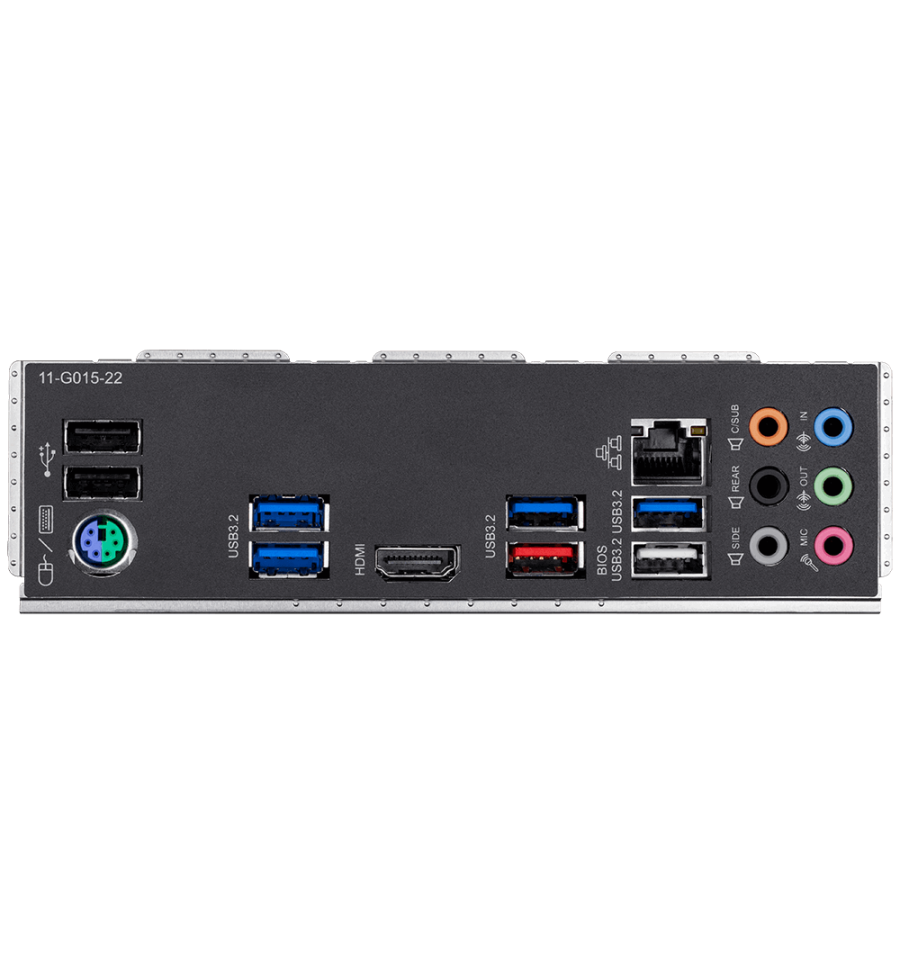 11-G015-22
USB3.2
HDMI
USB3.2
BIOS
USB3.2 USB3.2
C/SUB
REAR
SIDE
IN
OUT
MIC